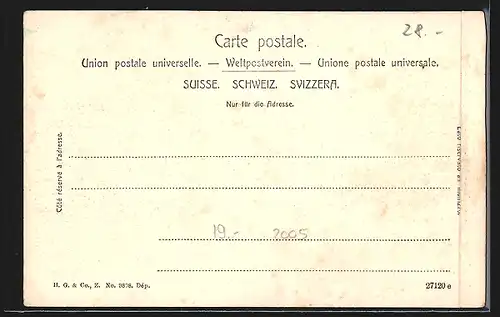 28.-
Carte postale.
Union postale universelle. — Weltpostverein. — Unione postale universale.
SUISSE. SCHWEIZ. SVIZZERA.
Nur für die Adresse.
Côté réservé à l'adresse.
19.- 2005
H. G. & Co., Z. No. 9878. Dép.
27120 e